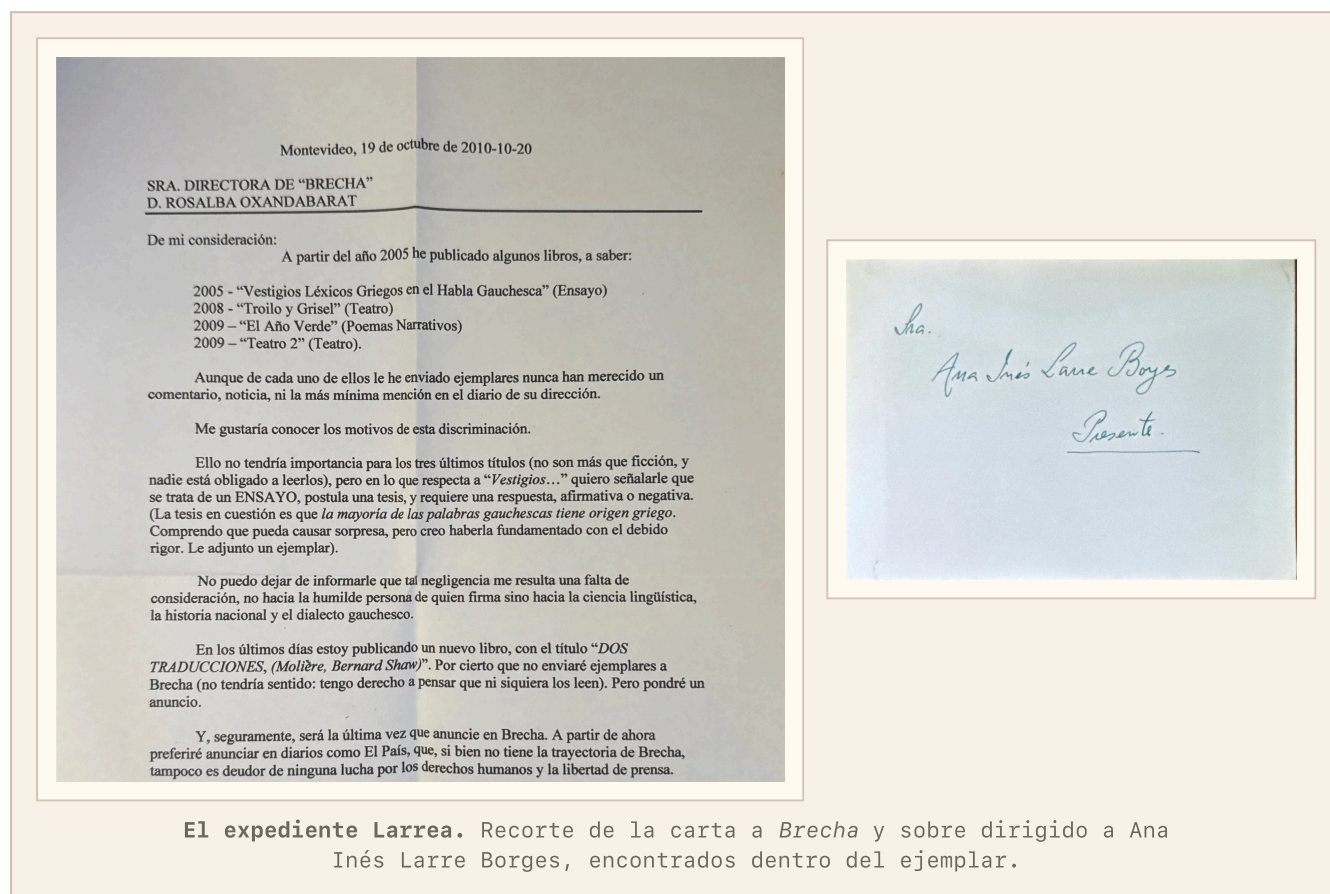 Montevideo, 19 de octubre de 2010-10-20
SRA. DIRECTORA DE “BRECHA”
D. ROSALBA OXANDABARAT
De mi consideración:
A partir del año 2005 he publicado algunos libros, a saber:
2005 - “Vestigios Léxicos Griegos en el Habla Gauchesca” (Ensayo)
2008 - “Troilo y Grisel” (Teatro)
2009 – “El Año Verde” (Poemas Narrativos)
2009 – “Teatro 2” (Teatro).
Aunque de cada uno de ellos le he enviado ejemplares nunca han merecido un
comentario, noticia, ni la más mínima mención en el diario de su dirección.
Me gustaría conocer los motivos de esta discriminación.
Ello no tendría importancia para los tres últimos títulos (no son más que ficción, y
nadie está obligado a leerlos), pero en lo que respecta a “Vestigios…” quiero señalarle que
se trata de un ENSAYO, postula una tesis, y requiere una respuesta, afirmativa o negativa.
(La tesis en cuestión es que la mayoría de las palabras gauchescas tiene origen griego.
Comprendo que pueda causar sorpresa, pero creo haberla fundamentado con el debido
rigor. Le adjunto un ejemplar).
No puedo dejar de informarle que tal negligencia me resulta una falta de
consideración, no hacia la humilde persona de quien firma sino hacia la ciencia lingüística,
la historia nacional y el dialecto gauchesco.
En los últimos días estoy publicando un nuevo libro, con el título “DOS
TRADUCCIONES, (Molière, Bernard Shaw)”. Por cierto que no enviaré ejemplares a
Brecha (no tendría sentido: tengo derecho a pensar que ni siquiera los leen). Pero pondré un
anuncio.
Y, seguramente, será la última vez que anuncie en Brecha. A partir de ahora
preferiré anunciar en diarios como El País, que, si bien no tiene la trayectoria de Brecha,
tampoco es deudor de ninguna lucha por los derechos humanos y la libertad de prensa.
Sra.
Ana Inés Larre Borges
Presente.
El expediente Larrea. Recorte de la carta a Brecha y sobre dirigido a Ana
Inés Larre Borges, encontrados dentro del ejemplar.